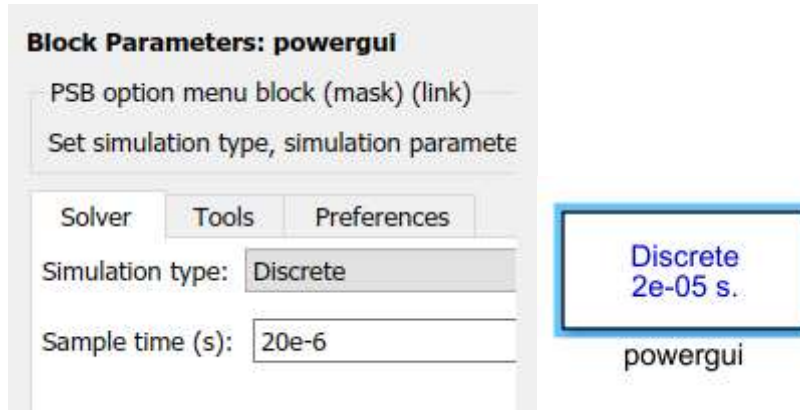 Block Parameters: powergui
PSB option menu block (mask) (link)
Set simulation type, simulation paramete
Solver Tools Preferences
Simulation type: Discrete
Sample time (s): 20e-6
Discrete
2e-05 s.
powergui